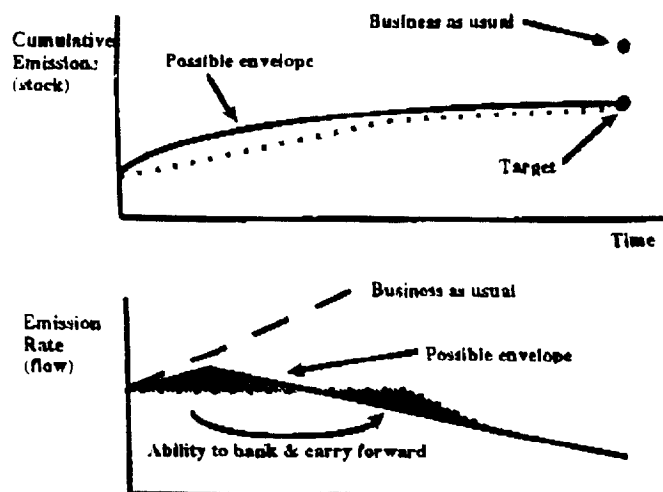 Business as usual
Cumulative
Emissions
(stock)
Possible envelope
Target
Time
Business as usual
Emission
Rate
(flow)
Possible envelope
Ability to bank & carry forward